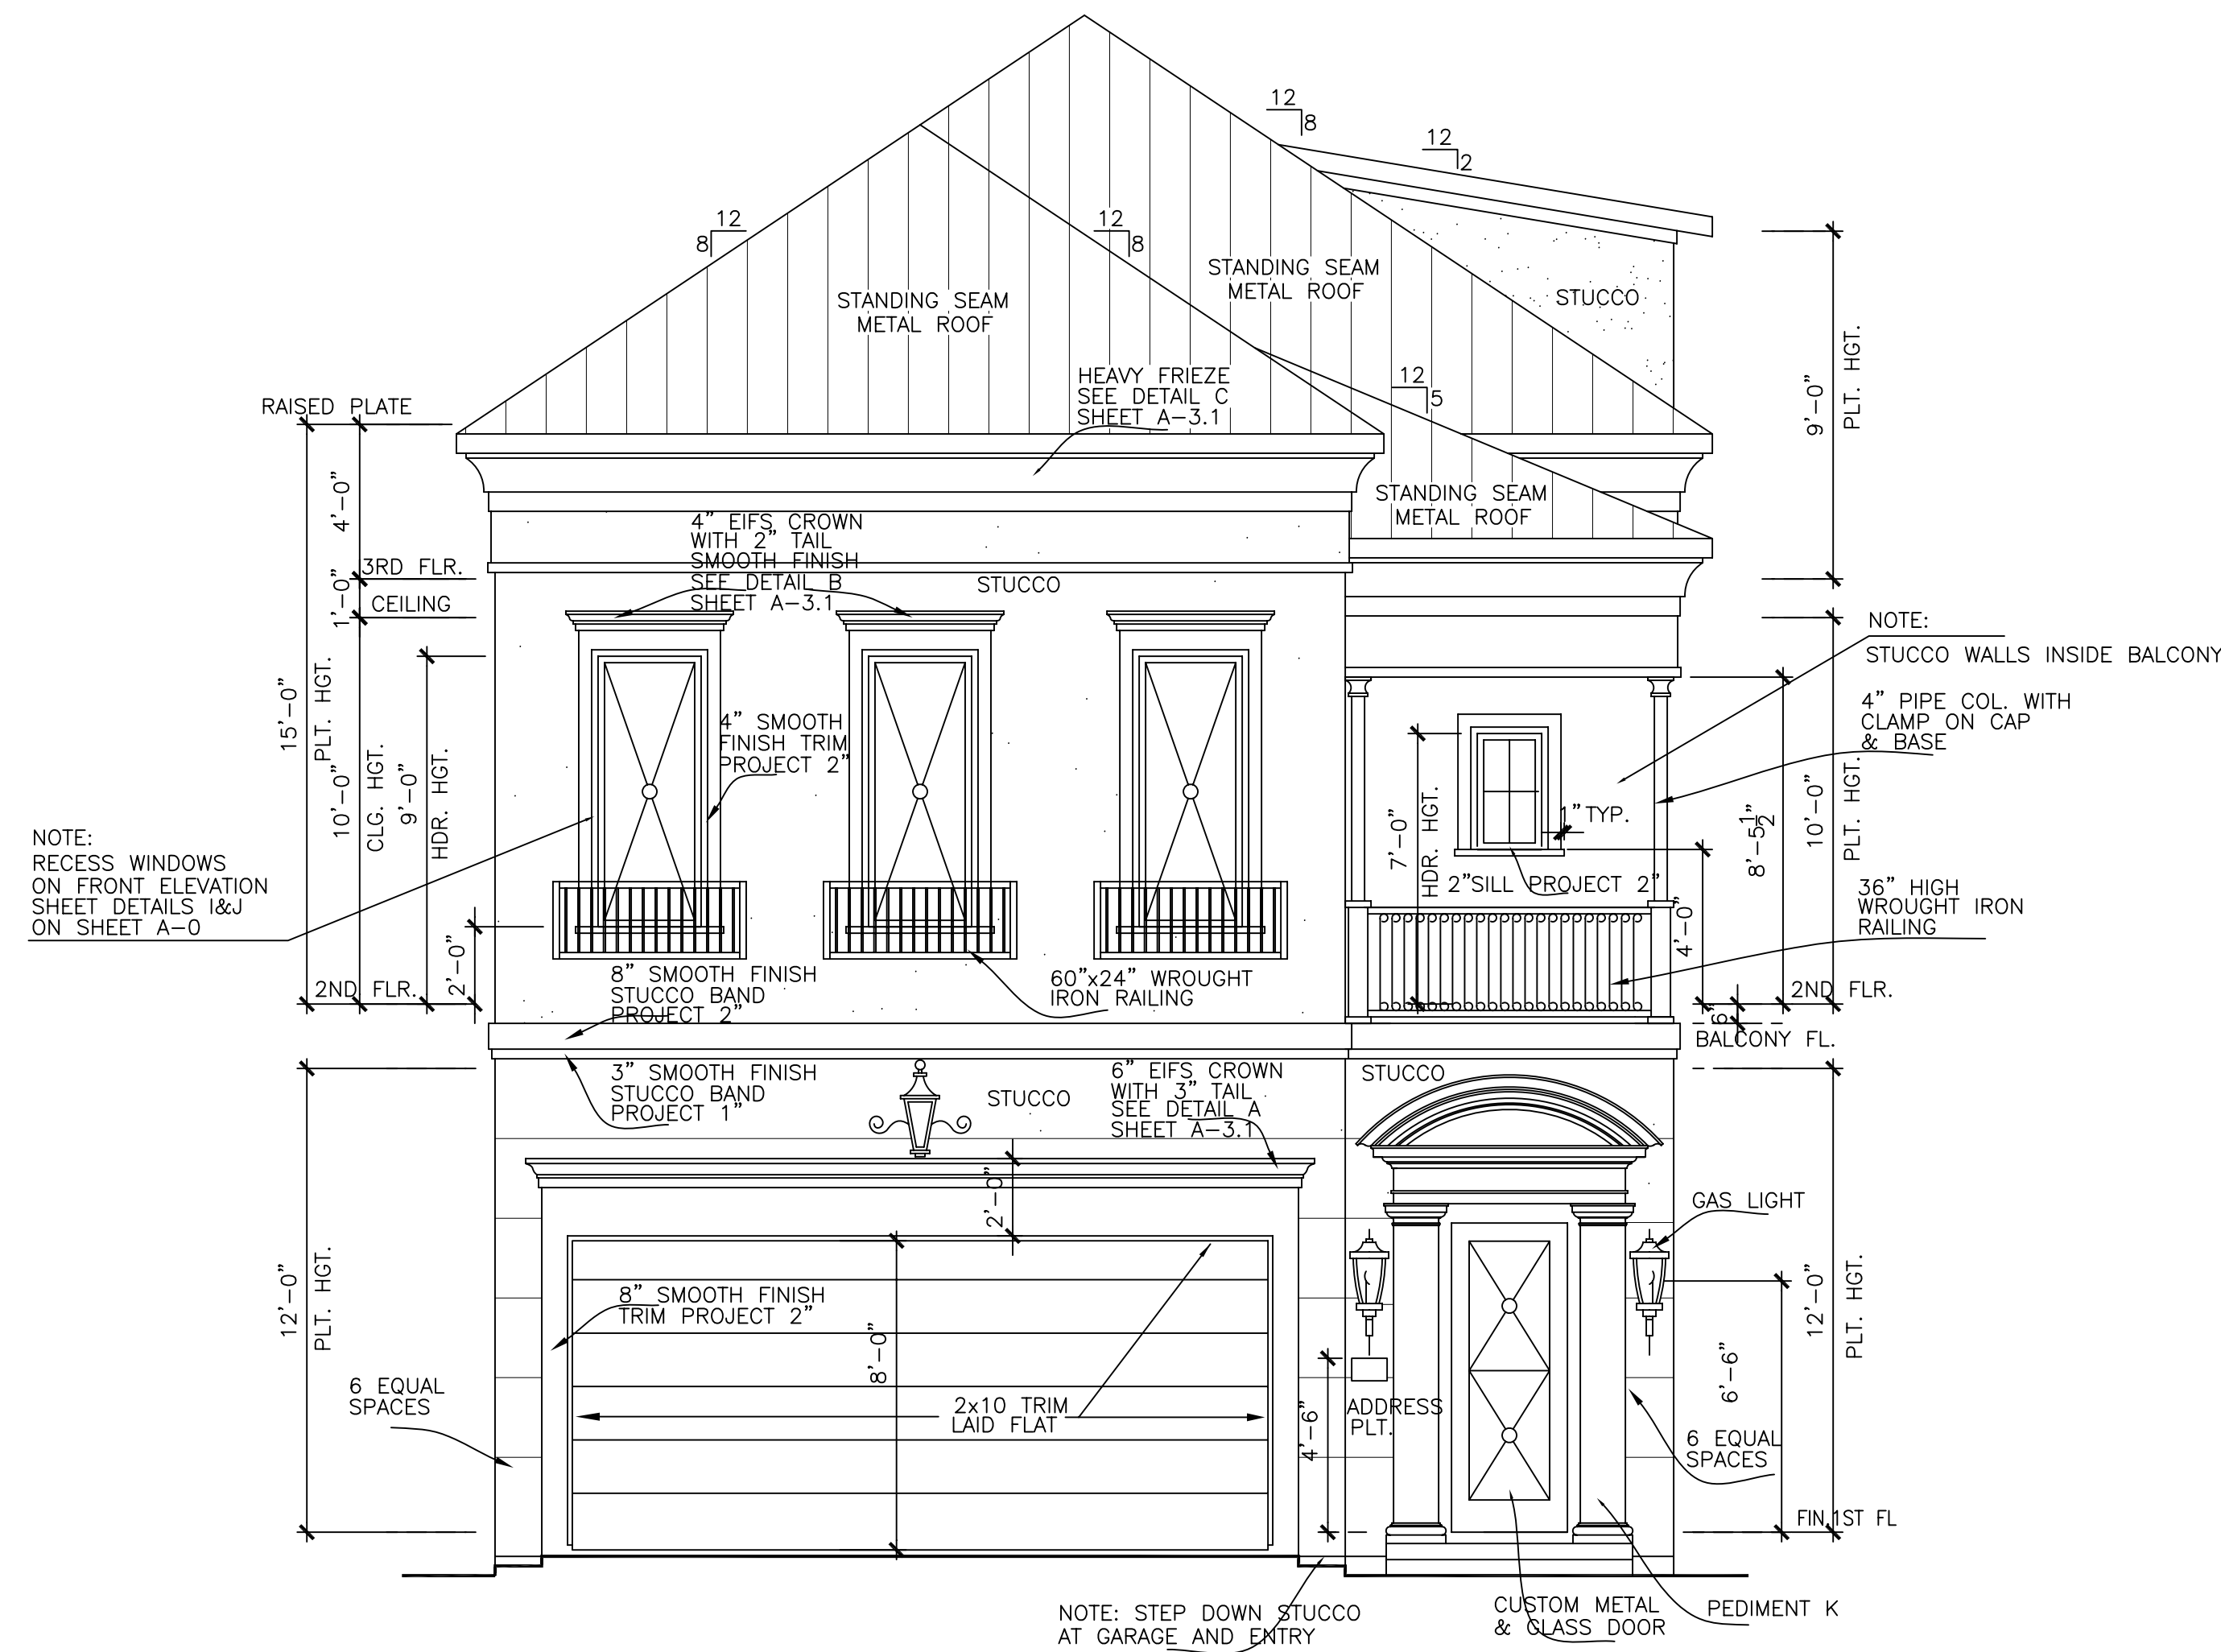 12
8
12
2
12
8
12
8
STANDING SEAM
METAL ROOF
STANDING SEAM
METAL ROOF
STUCCO
9'-0"
PLT. HGT.
HEAVY FRIEZE
SEE DETAIL C
SHEET A-3.1
12
5
RAISED PLATE
4'-0"
STANDING SEAM
METAL ROOF
4" EIFS CROWN
WITH 2" TAIL
SMOOTH FINISH
SEE DETAIL B
SHEET A-3.1
STUCCO
3RD FLR.
1'-0"
CEILING
15'-0"
PLT. HGT.
10'-0"
CLG. HGT.
9'-0"
HDR. HGT.
2'-0"
2ND FLR.
NOTE:
STUCCO WALLS INSIDE BALCONY
4" PIPE COL. WITH
CLAMP ON CAP
& BASE
4" SMOOTH
FINISH TRIM
PROJECT 2"
7'-0"
HDR. HGT.
1" TYP.
2"SILL PROJECT 2"
8'-5 1/2"
10'-0"
PLT. HGT.
4'-0"
36" HIGH
WROUGHT IRON
RAILING
NOTE:
RECESS WINDOWS
ON FRONT ELEVATION
SHEET DETAILS I&J
ON SHEET A-0
8" SMOOTH FINISH
STUCCO BAND
PROJECT 2"
60"x24" WROUGHT
IRON RAILING
2ND FLR.
6"
BALCONY FL.
3" SMOOTH FINISH
STUCCO BAND
PROJECT 1"
STUCCO
6" EIFS CROWN
WITH 3" TAIL
SEE DETAIL A
SHEET A-3.1
STUCCO
2'-0"
GAS LIGHT
12'-0"
PLT. HGT.
8" SMOOTH FINISH
TRIM PROJECT 2"
8'-0"
12'-0"
PLT. HGT.
6'-6"
6 EQUAL
SPACES
2x10 TRIM
LAID FLAT
4'-6"
ADDRESS
PLT.
6 EQUAL
SPACES
FIN.1ST FL
NOTE: STEP DOWN STUCCO
AT GARAGE AND ENTRY
CUSTOM METAL
& GLASS DOOR
PEDIMENT K